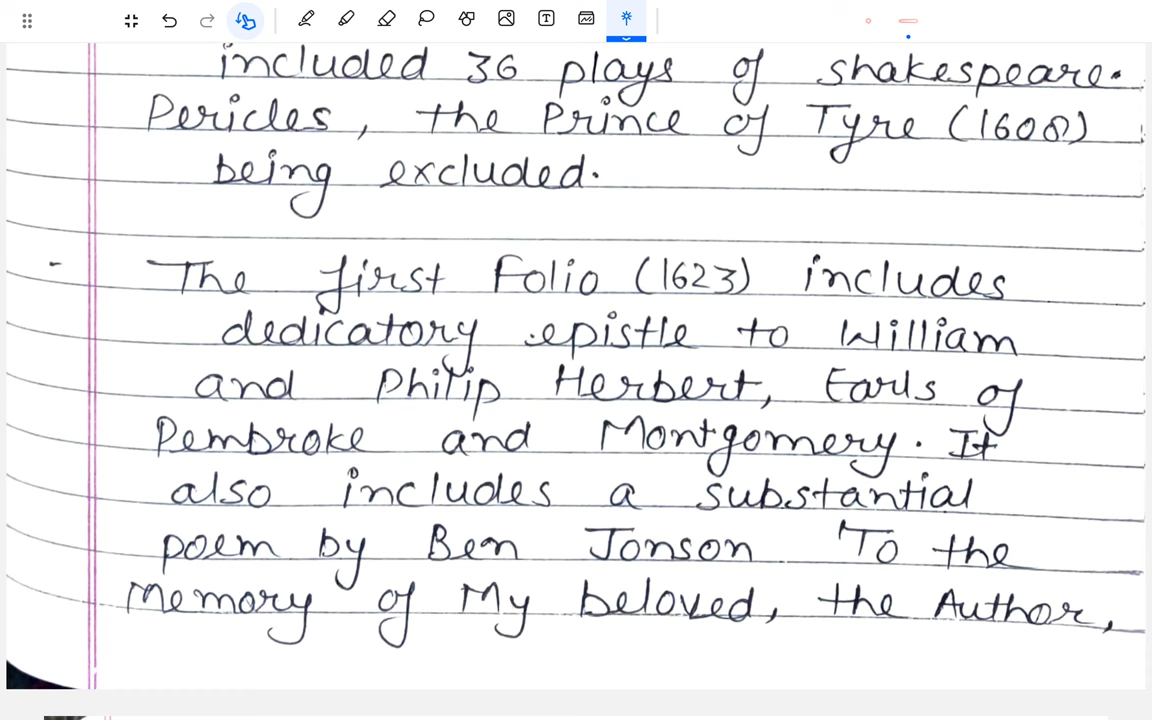 included 36 plays of shakespeare.
Pericles, the Prince of Tyre (1608)
being excluded.
- The first Folio (1623) includes
dedicatory epistle to William
and Philip Herbert, Earls of
Pembroke and Montgomery. It
also includes a substantial
poem by Ben Jonson 'To the
Memory of My beloved, the Author,